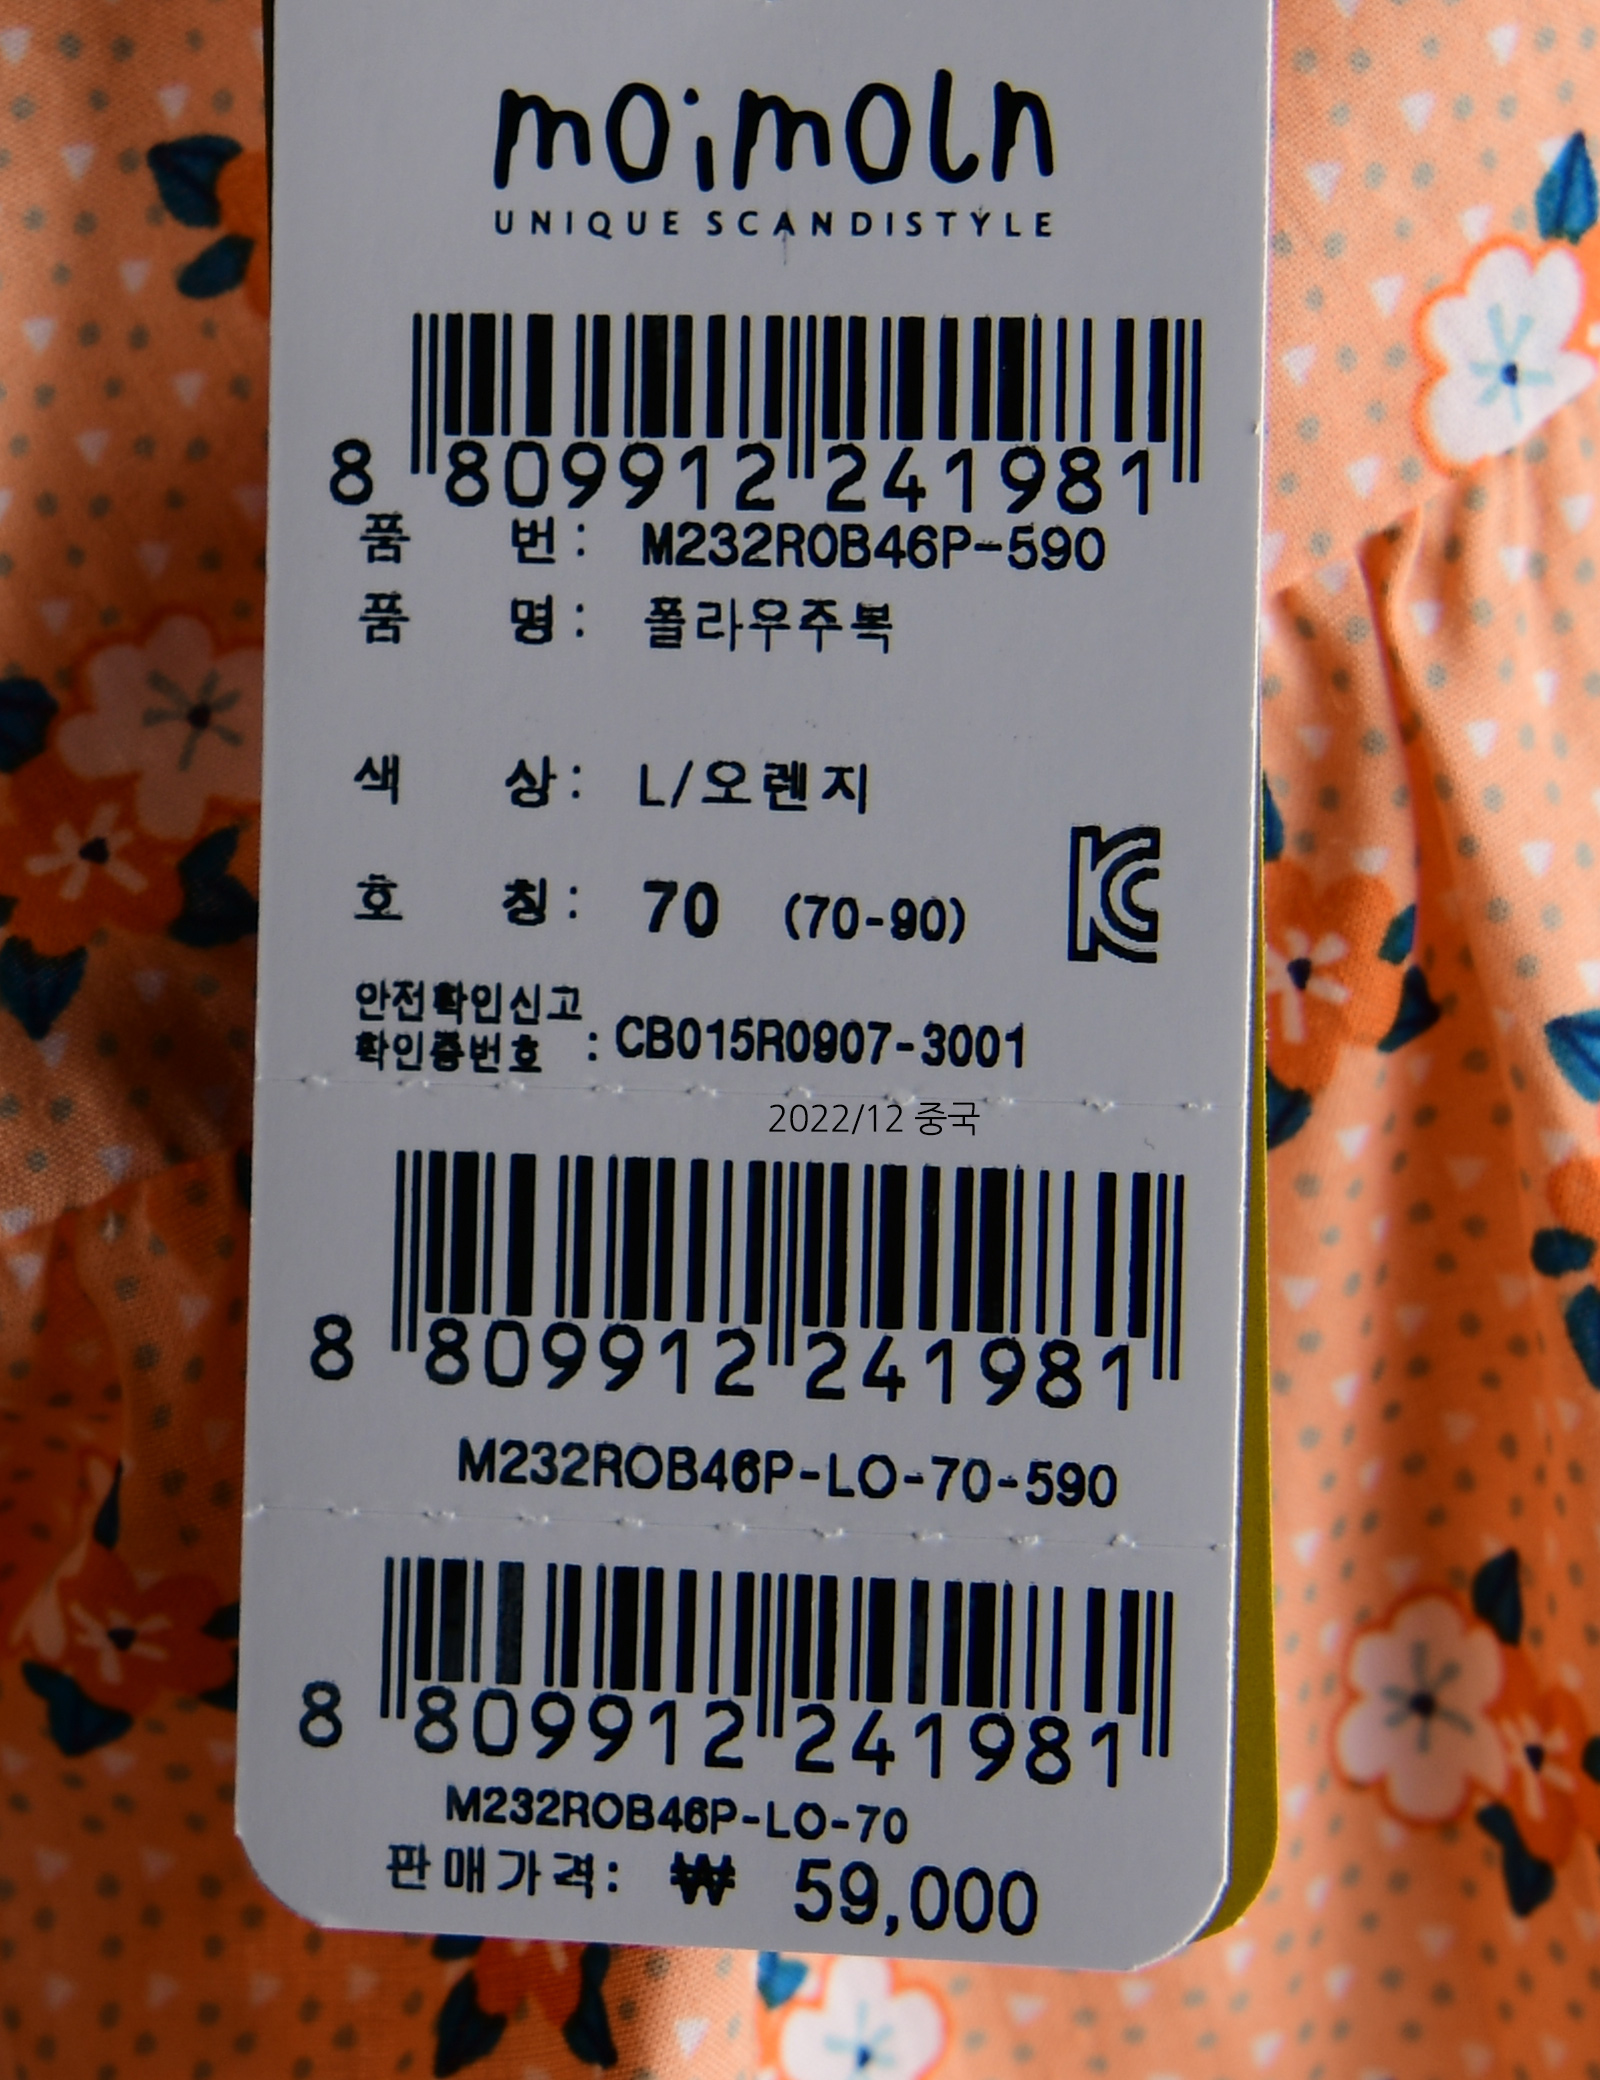 moimoln
UNIQUE SCANDISTYLE
8 809912 241981
품 번 : M232ROB46P-590
품 명 : 폴라우주복
색 상 : L/오렌지
호 칭 : 70 (70-90)
안전확인신고
확인증번호 : CB015R0907-3001
2022/12 중국
8 809912 241981
M232ROB46P-LO-70-590
8 809912 241981
M232ROB46P-LO-70
판매가격: ₩ 59,000